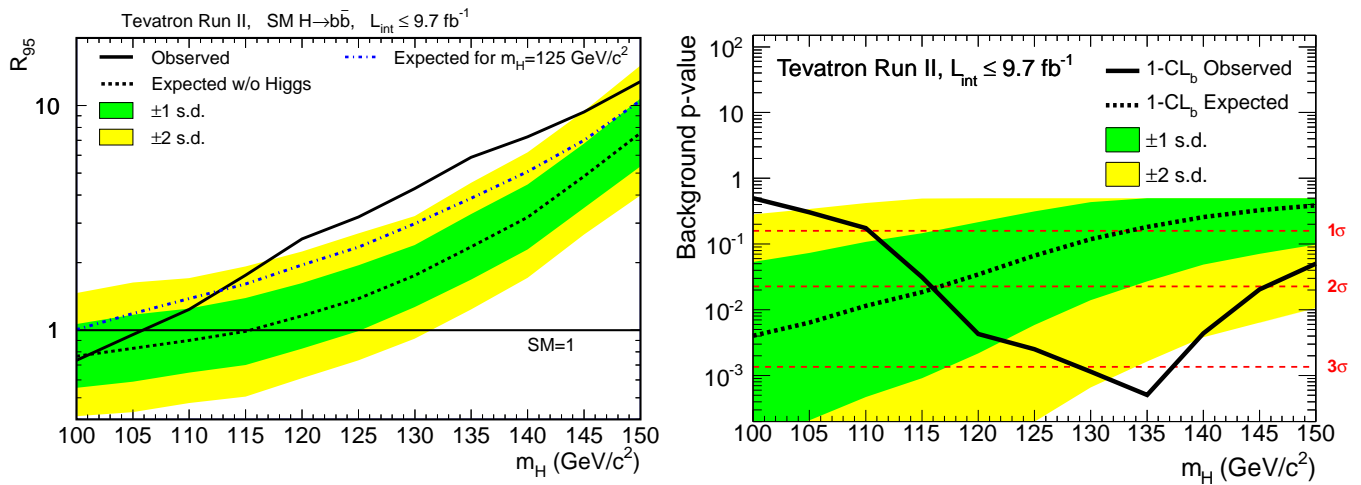 Tevatron Run II, SM H→bb̄, L_int ≤ 9.7 fb⁻¹
R₉₅
Observed
Expected for m_H=125 GeV/c²
Expected w/o Higgs
±1 s.d.
±2 s.d.
10
1
SM=1
100 105 110 115 120 125 130 135 140 145 150
m_H (GeV/c²)
Background p-value
Tevatron Run II, L_int ≤ 9.7 fb⁻¹
1-CL_b Observed
1-CL_b Expected
±1 s.d.
±2 s.d.
10²
10
1
10⁻¹
10⁻²
10⁻³
1σ
2σ
3σ
100 105 110 115 120 125 130 135 140 145 150
m_H (GeV/c²)